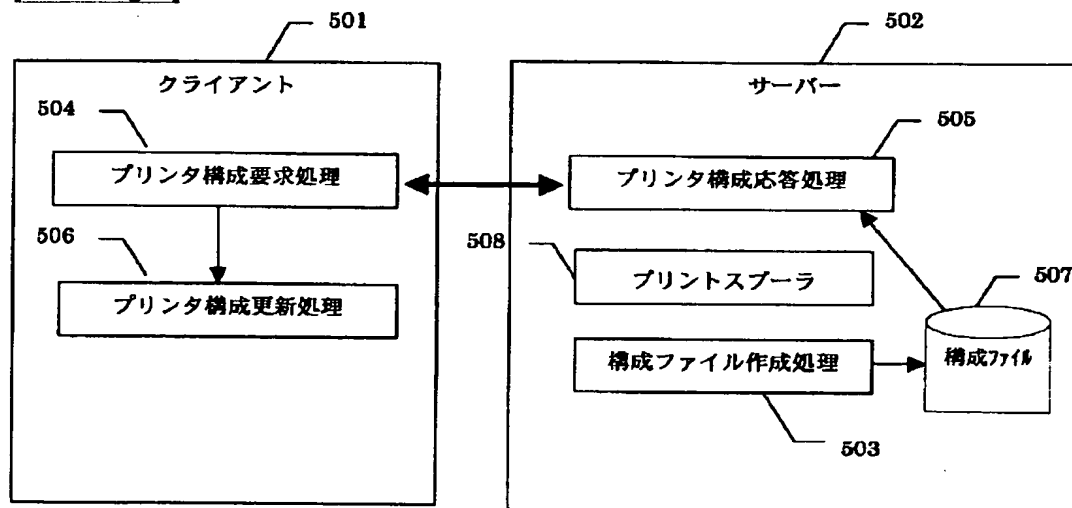 501
502
クライアント
サーバー
504
505
プリンタ構成要求処理
プリンタ構成応答処理
506
508
プリントスプーラ
507
プリンタ構成更新処理
構成ファイル作成処理
構成ファイル
503